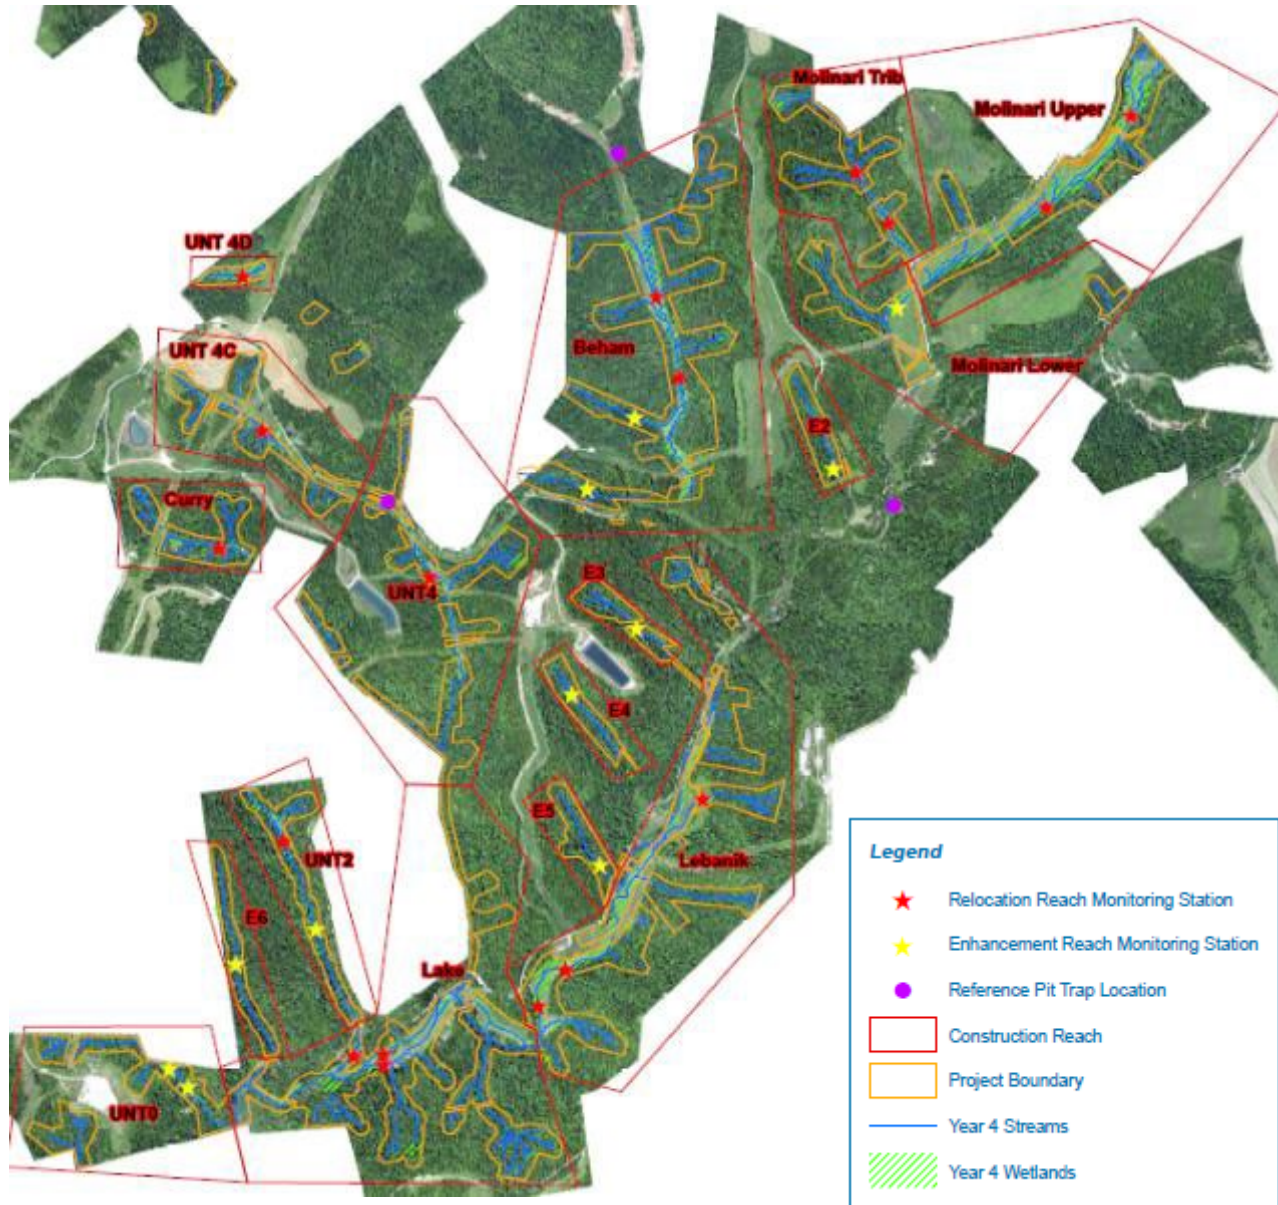 Molinari Trib
Molinari Upper
UNT 4D
UNT 4C
Beham
Molinari Lower
E2
Curry
E3
UNT4
E4
E5
UNT2
Lebanik
E6
Lake
UNT0
Legend
Relocation Reach Monitoring Station
Enhancement Reach Monitoring Station
Reference Pit Trap Location
Construction Reach
Project Boundary
Year 4 Streams
Year 4 Wetlands